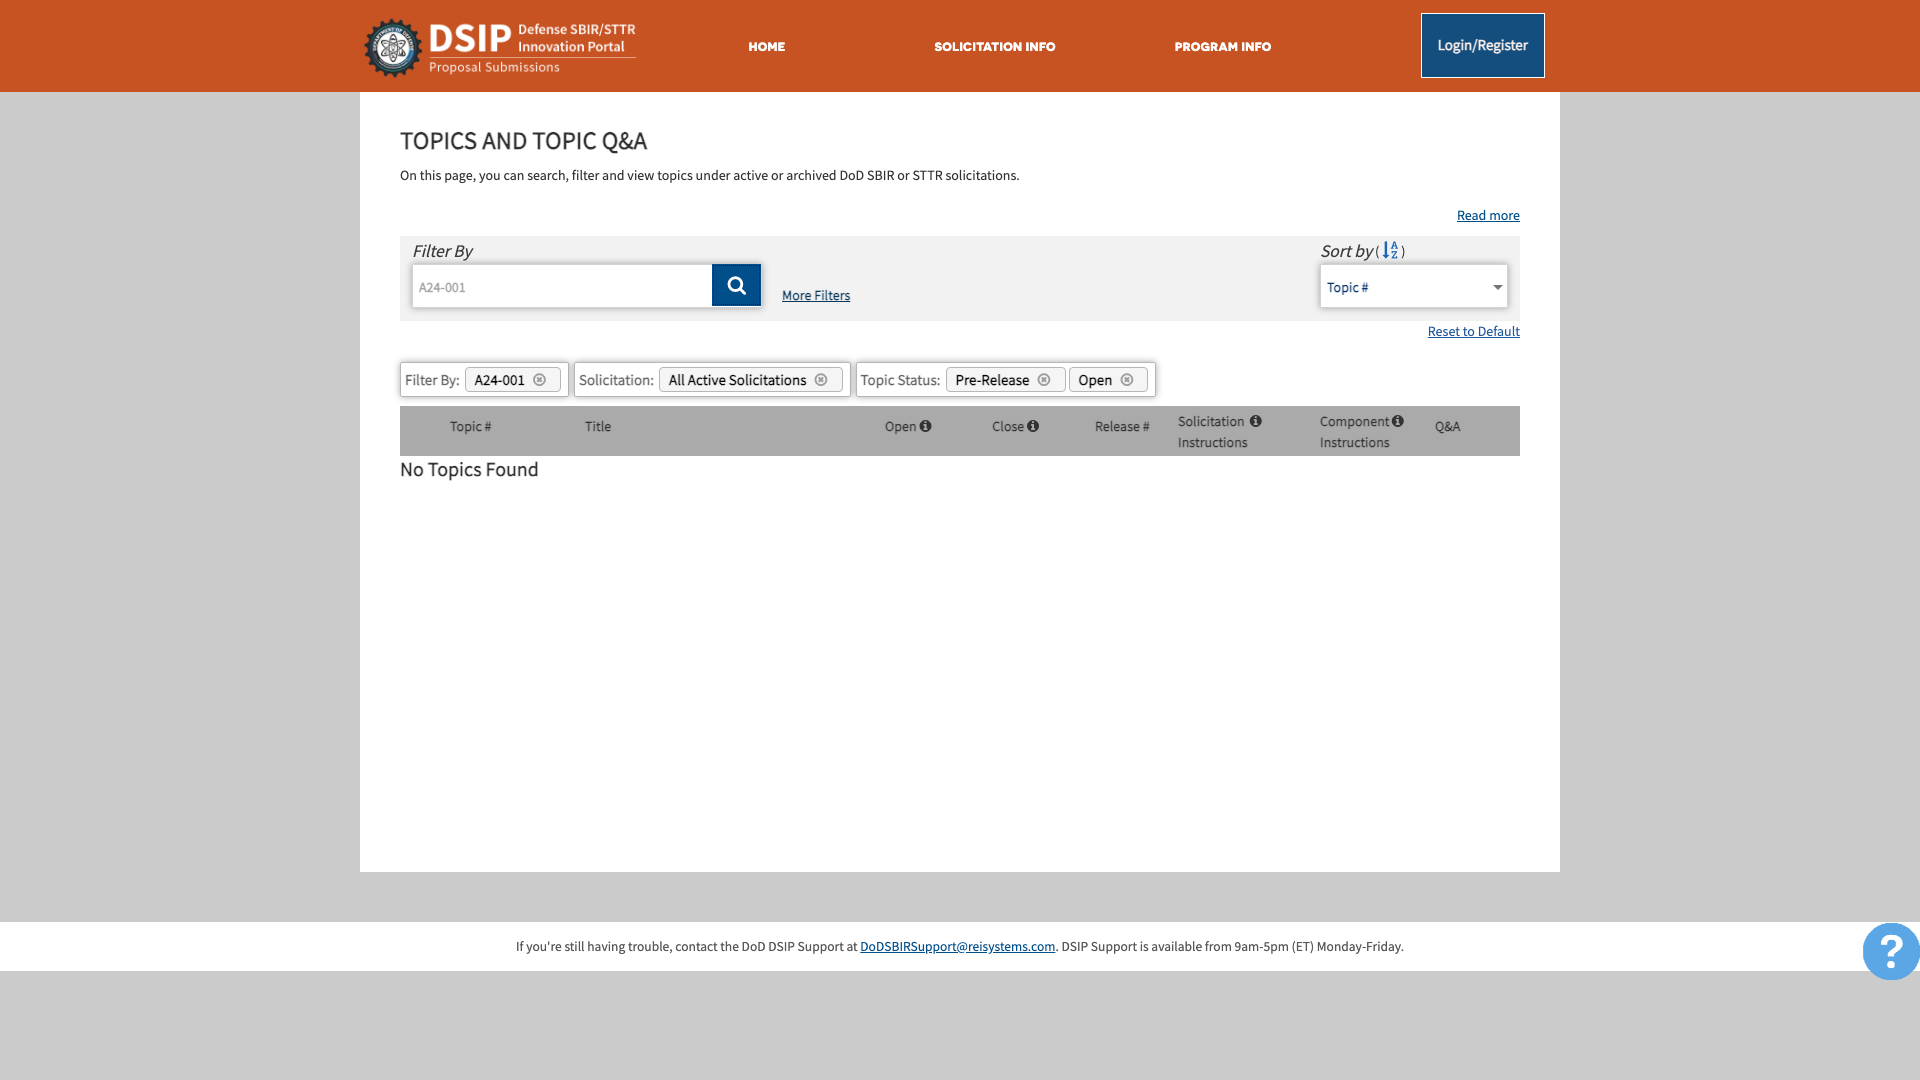 DSIP Defense SBIR/STTR
Innovation Portal
Proposal Submissions
HOME
SOLICITATION INFO
PROGRAM INFO
Login/Register
TOPICS AND TOPIC Q&A
On this page, you can search, filter and view topics under active or archived DoD SBIR or STTR solicitations.
Read more
Filter By
Sort by (AZ)
A24-001
More Filters
Topic #
Reset to Default
Filter By: A24-001 Solicitation: All Active Solicitations Topic Status: Pre-Release Open
Topic # Title Open Close Release # Solicitation Instructions Component Instructions Q&A
No Topics Found
If you're still having trouble, contact the DoD DSIP Support at DoDSBIRSupport@reisystems.com. DSIP Support is available from 9am-5pm (ET) Monday-Friday.
?